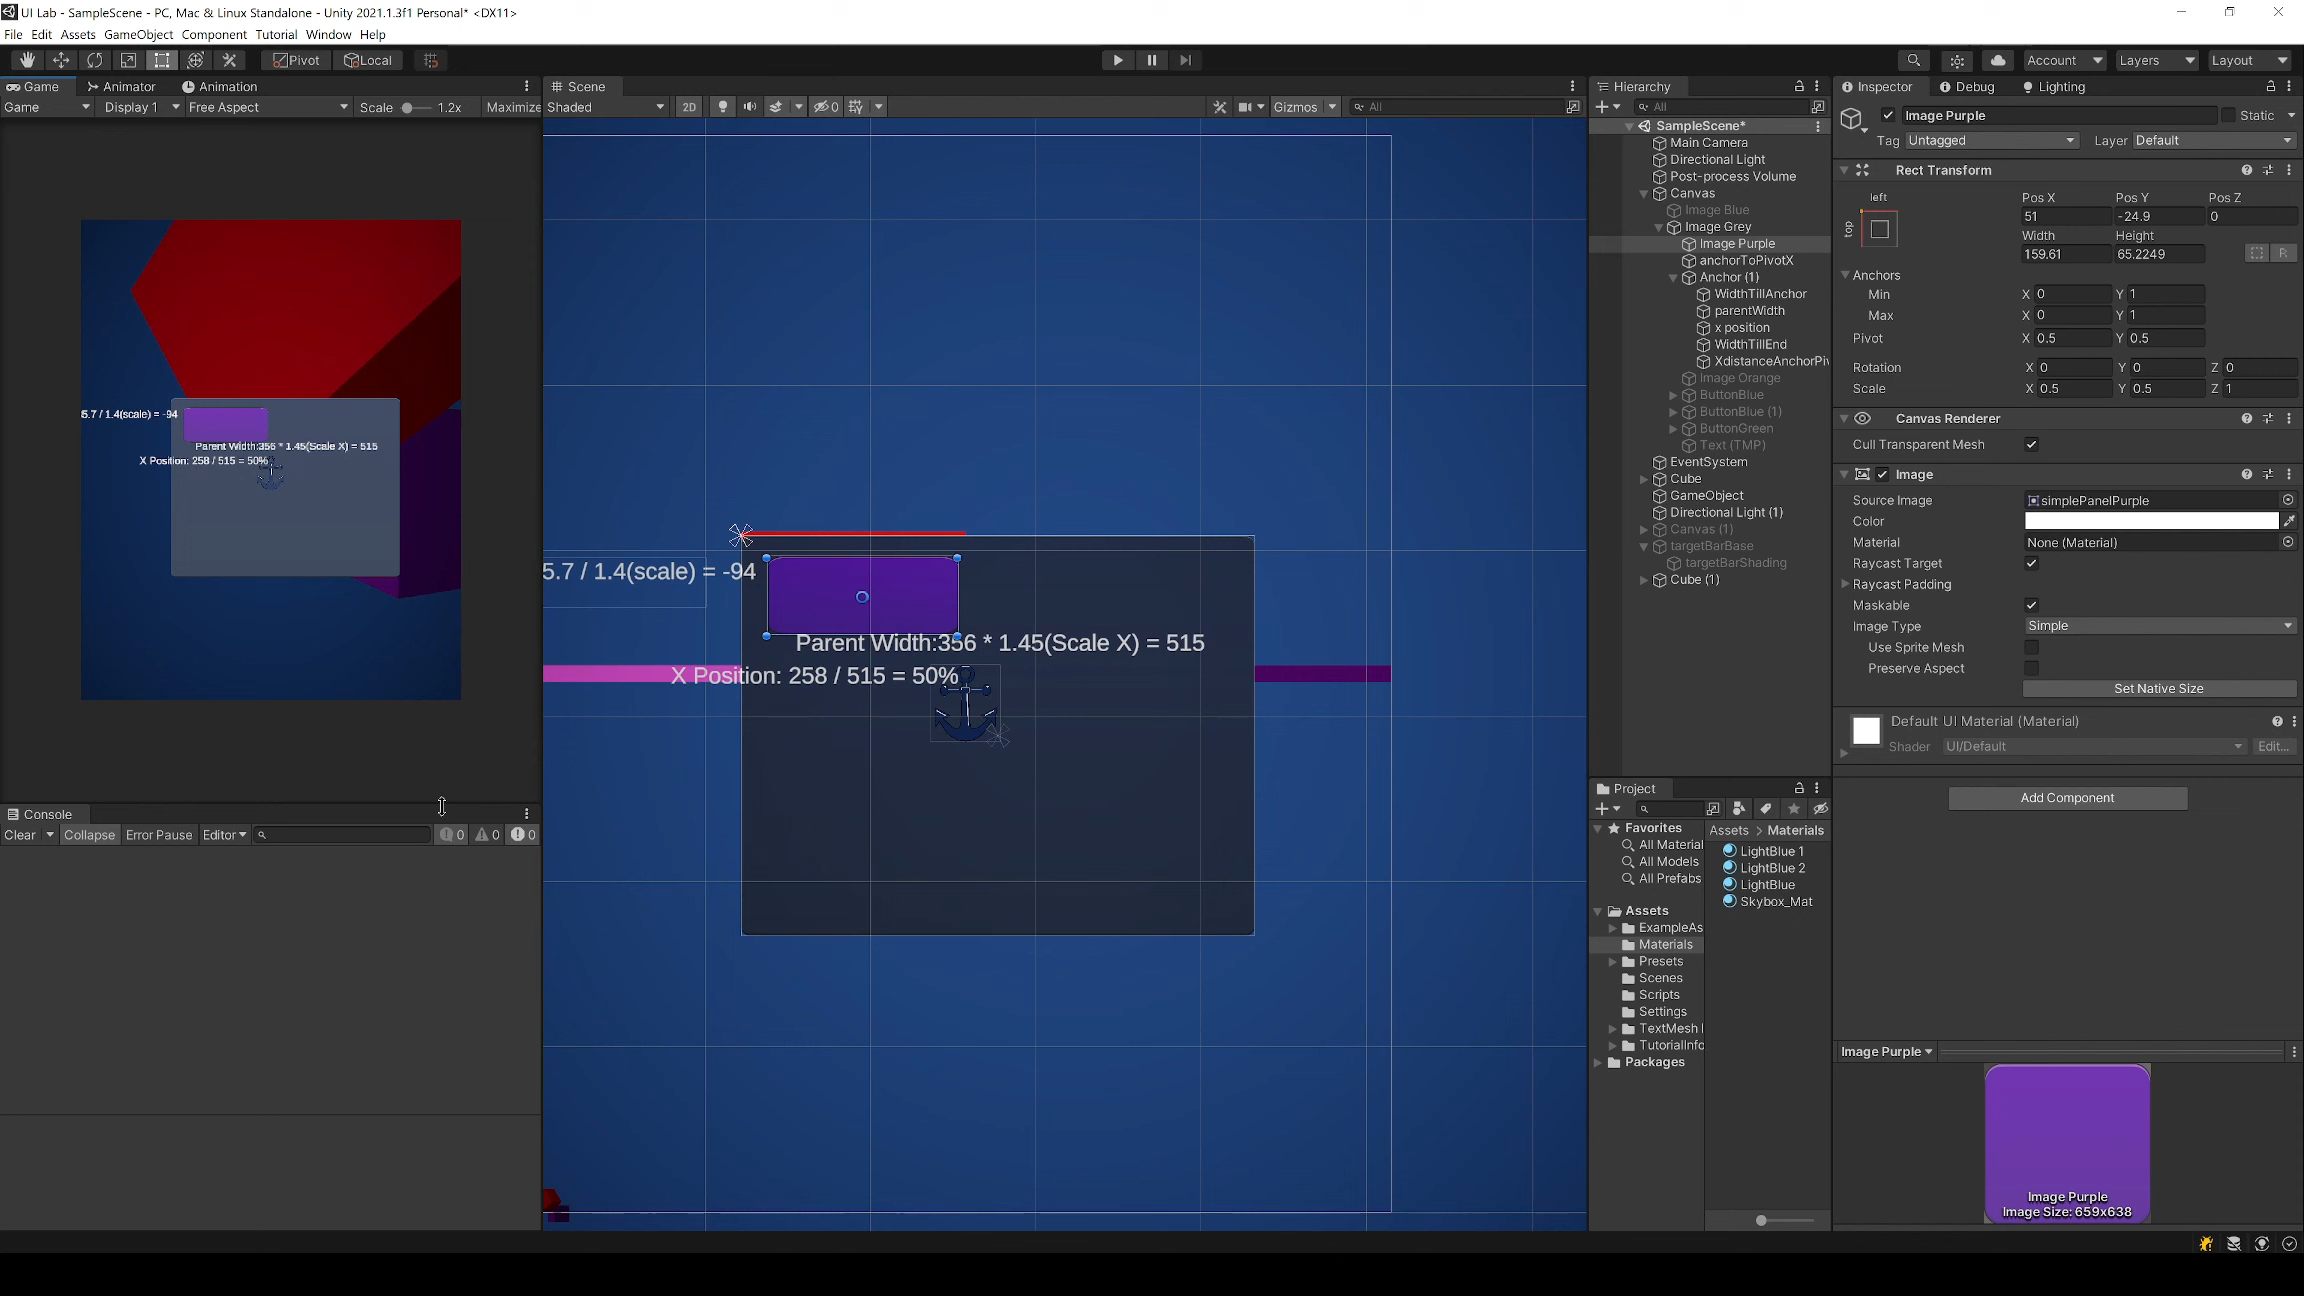 UI Lab - SampleScene - PC, Mac & Linux Standalone - Unity 2021.1.3f1 Personal* <DX11>
File Edit Assets GameObject Component Tutorial Window Help
Pivot Local Account Layers Layout
Game Animator Animation
Game Display 1 Free Aspect Scale 1.2x Maximize
5.7 / 1.4(scale) = -94
Parent Width:356 * 1.45(Scale X) = 515
X Position: 258 / 515 = 50%
Console
Clear Collapse Error Pause Editor 0 0 0
Scene
Shaded 2D 0 Gizmos All
5.7 / 1.4(scale) = -94
Parent Width:356 * 1.45(Scale X) = 515
X Position: 258 / 515 = 50%
Hierarchy
All
SampleScene*
Main Camera
Directional Light
Post-process Volume
Canvas
Image Blue
Image Grey
Image Purple
anchorToPivotX
Anchor (1)
WidthTillAnchor
parentWidth
x position
WidthTillEnd
XdistanceAnchorPiv
Image Orange
ButtonBlue
ButtonBlue (1)
ButtonGreen
Text (TMP)
EventSystem
Cube
GameObject
Directional Light (1)
Canvas (1)
targetBarBase
targetBarShading
Cube (1)
Project
Favorites
All Material
All Models
All Prefabs
Assets
ExampleAs
Materials
Presets
Scenes
Scripts
Settings
TextMesh
TutorialInfo
Packages
Assets > Materials
LightBlue 1
LightBlue 2
LightBlue
Skybox_Mat
Inspector Debug Lighting
Image Purple Static
Tag Untagged Layer Default
Rect Transform
left Pos X Pos Y Pos Z
top 51 -24.9 0
Width Height
159.61 65.2249 R
Anchors
Min X 0 Y 1
Max X 0 Y 1
Pivot X 0.5 Y 0.5
Rotation X 0 Y 0 Z 0
Scale X 0.5 Y 0.5 Z 1
Canvas Renderer
Cull Transparent Mesh
Image
Source Image simplePanelPurple
Color
Material None (Material)
Raycast Target
Raycast Padding
Maskable
Image Type Simple
Use Sprite Mesh
Preserve Aspect
Set Native Size
Default UI Material (Material)
Shader UI/Default Edit...
Add Component
Image Purple
Image Purple
Image Size: 659x638